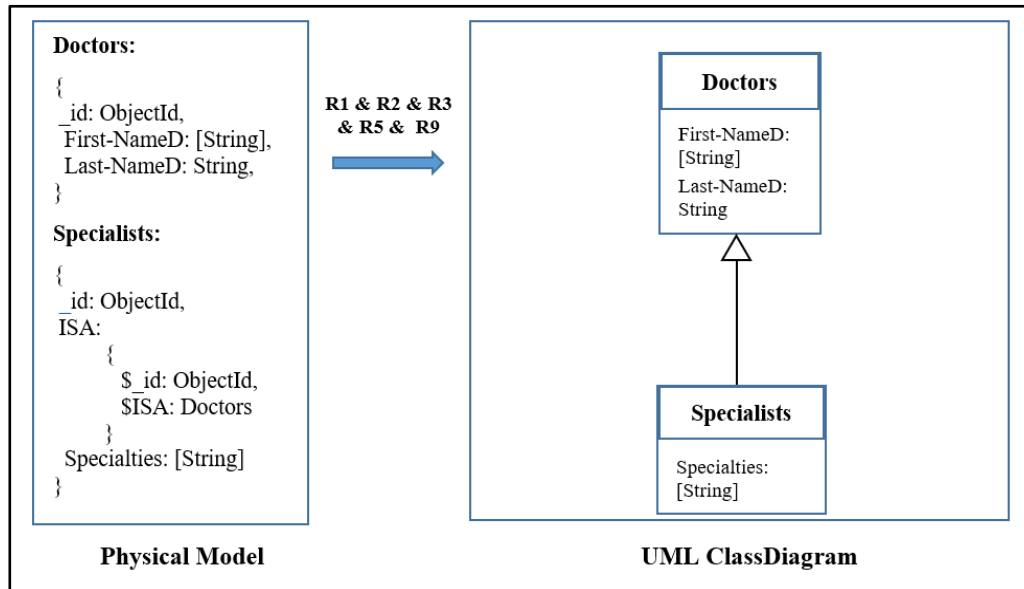 Doctors:
{
_id: ObjectId,
First-NameD: [String],
Last-NameD: String,
}
Specialists:
{
_id: ObjectId,
ISA:
{
$_id: ObjectId,
$ISA: Doctors
}
Specialties: [String]
}
Physical Model
R1 & R2 & R3
& R5 & R9
Doctors
First-NameD:
[String]
Last-NameD:
String
Specialists
Specialties:
[String]
UML ClassDiagram